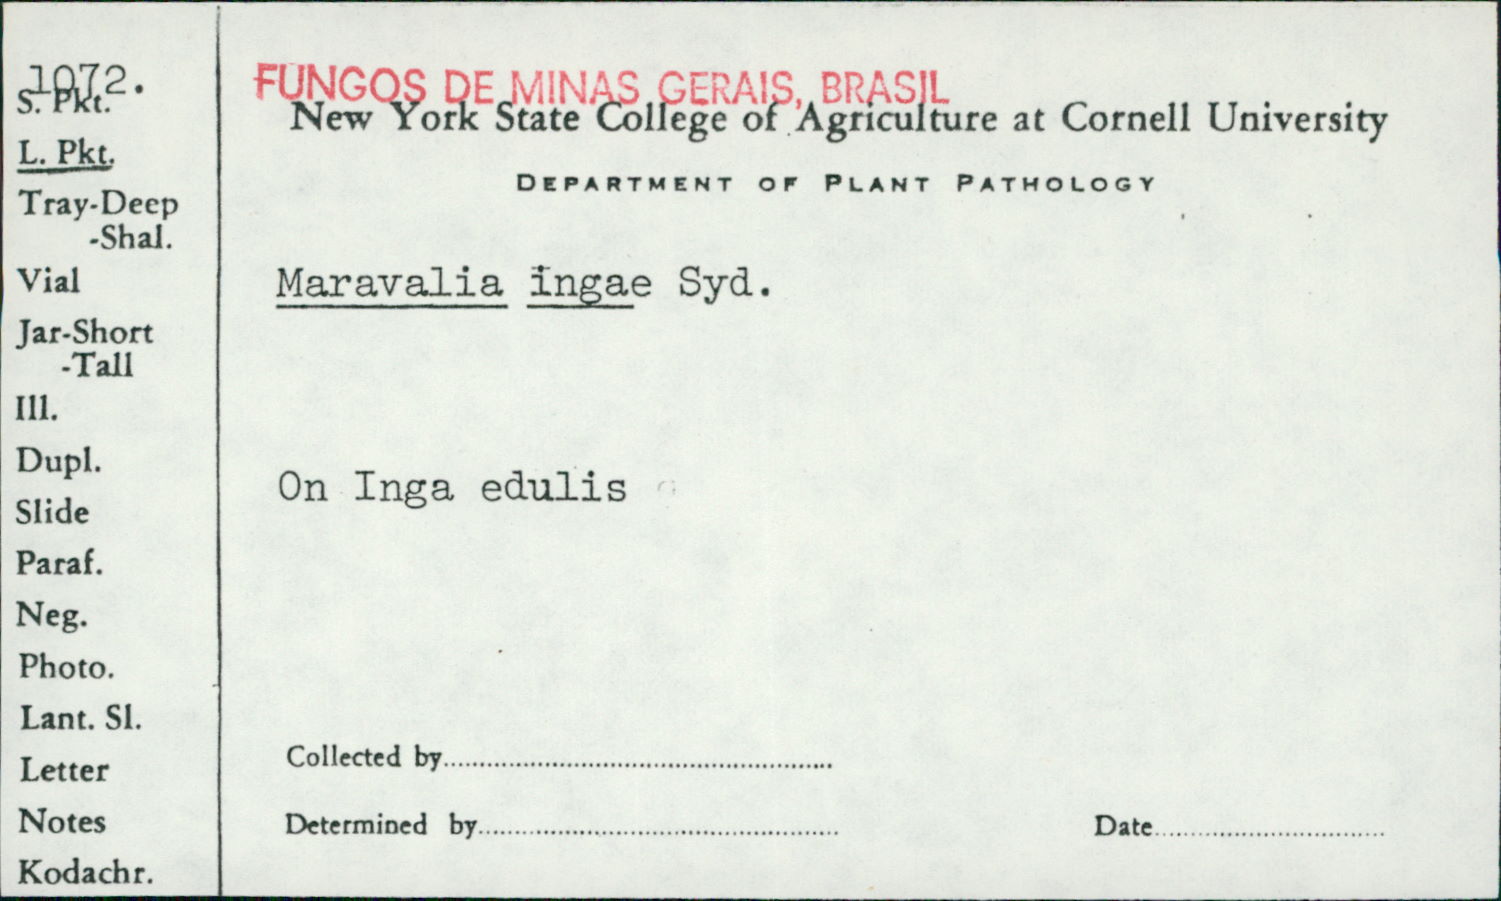 1072.
S. Pkt.
L. Pkt.
Tray-Deep
-Shal.
Vial
Jar-Short
-Tall
Ill.
Dupl.
Slide
Paraf.
Neg.
Photo.
Lant. Sl.
Letter
Notes
Kodachr.
FUNGOS DE MINAS GERAIS, BRASIL
New York State College of Agriculture at Cornell University
DEPARTMENT OF PLANT PATHOLOGY
Maravalia ingae Syd.
On Inga edulis
Collected by
Determined by
Date